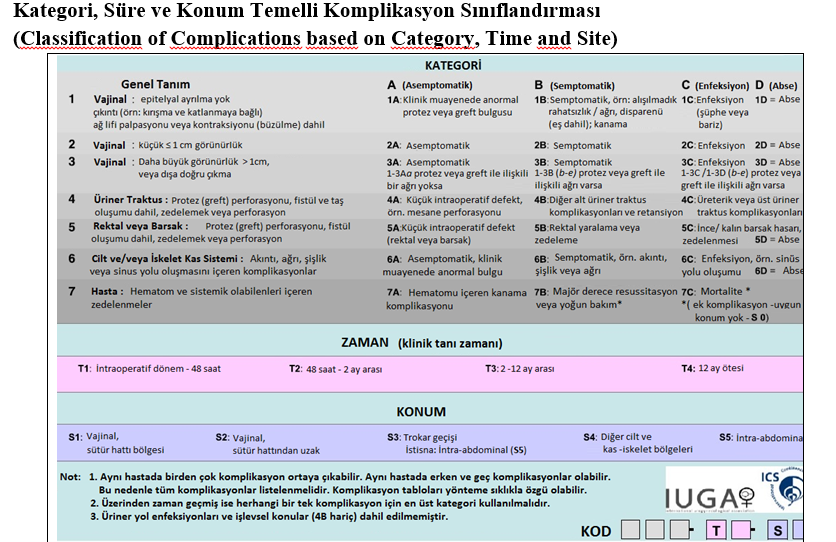 Kategori, Süre ve Konum Temelli Komplikasyon Sınıflandırması
(Classification of Complications based on Category, Time and Site)
KATEGORİ
Genel Tanım
A (Asemptomatik)
B (Semptomatik)
C (Enfeksiyon) D (Abse)
1 Vajinal : epitelyal ayrılma yok
çıkıntı (örn: kırışma ve katlanmaya bağlı)
ağ lifi palpasyonu veya kontraksiyonu (büzülme) dahil
1A: Klinik muayenede anormal
protez veya greft bulgusu
1B: Semptomatik, örn: alışılmadık
rahatsızlık / ağrı, disparenü
(eş dahil); kanama
1C: Enfeksiyon
(şüphe veya
bariz)
1D = Abse
2 Vajinal : küçük ≤ 1 cm görünürlük
2A: Asemptomatik
2B: Semptomatik
2C: Enfeksiyon 2D = Abse
3 Vajinal : Daha büyük görünürlük > 1cm,
veya dışa doğru çıkma
3A: Asemptomatik
1-3Aa protez veya greft ile ilişkili
bir ağrı yoksa
3B: Semptomatik
1-3B (b-e) protez veya greft ile
ilişkili ağrı varsa
3C: Enfeksiyon 3D = Abse
1-3C /1-3D (b-e) protez veya
greft ile ilişkili ağrı varsa
4 Üriner Traktus : Protez (greft) perforasyonu, fistül ve taş
oluşumu dahil, zedelemek veya perforasyon
4A: Küçük intraoperatif defekt,
örn. mesane perforasyonu
4B: Diğer alt üriner traktus
komplikasyonları ve retansiyon
4C: Üreterik veya üst üriner
traktus komplikasyonları
5 Rektal veya Barsak : Protez (greft) perforasyonu, fistül
oluşumu dahil, zedelemek veya perforasyon
5A: Küçük intraoperatif defect
(rektal veya barsak)
5B: Rektal yaralama veya
zedeleme
5C: İnce/ kalın barsak hasarı,
zedelenmesi 5D = Abse
6 Cilt ve/veya İskelet Kas Sistemi : Akıntı, ağrı, şişlik
veya sinus yolu oluşmasını içeren komplikasyonlar
6A: Asemptomatik, klinik
muayenede anormal bulgu
6B: Semptomatik, örn. akıntı,
şişlik veya ağrı
6C: Enfeksiyon, örn. sinüs
yolu oluşumu 6D = Abse
7 Hasta : Hematom ve sistemik olabilenleri içeren
zedelenmeler
7A: Hematomu içeren kanama
komplikasyonu
7B: Majör derece resussitasyon
veya yoğun bakım*
7C: Mortalite *
*( ek komplikasyon -uygun
konum yok - S 0)
ZAMAN (klinik tanı zamanı)
T1: İntraoperatif dönem - 48 saat
T2: 48 saat - 2 ay arası
T3: 2 -12 ay arası
T4: 12 ay ötesi
KONUM
S1: Vajinal,
sütür hattı bölgesi
S2: Vajinal,
sütür hattından uzak
S3: Trokar geçişi
İstisna: İntra-abdominal (S5)
S4: Diğer cilt ve
kas -iskelet bölgeleri
S5: İntra-abdomina
Not: 1. Aynı hastada birden çok komplikasyon ortaya çıkabilir. Aynı hastada erken ve geç komplikasyonlar olabilir.
Bu nedenle tüm komplikasyonlar listelenmelidir. Komplikasyon tabloları yönteme sıklıkla özgü olabilir.
2. Üzerinden zaman geçmiş ise herhangi bir tek komplikasyon için en üst kategori kullanılmalıdır.
3. Üriner yol enfeksiyonları ve işlevsel konular (4B hariç) dahil edilmemiştir.
IUGA
ICS
KOD - T - S